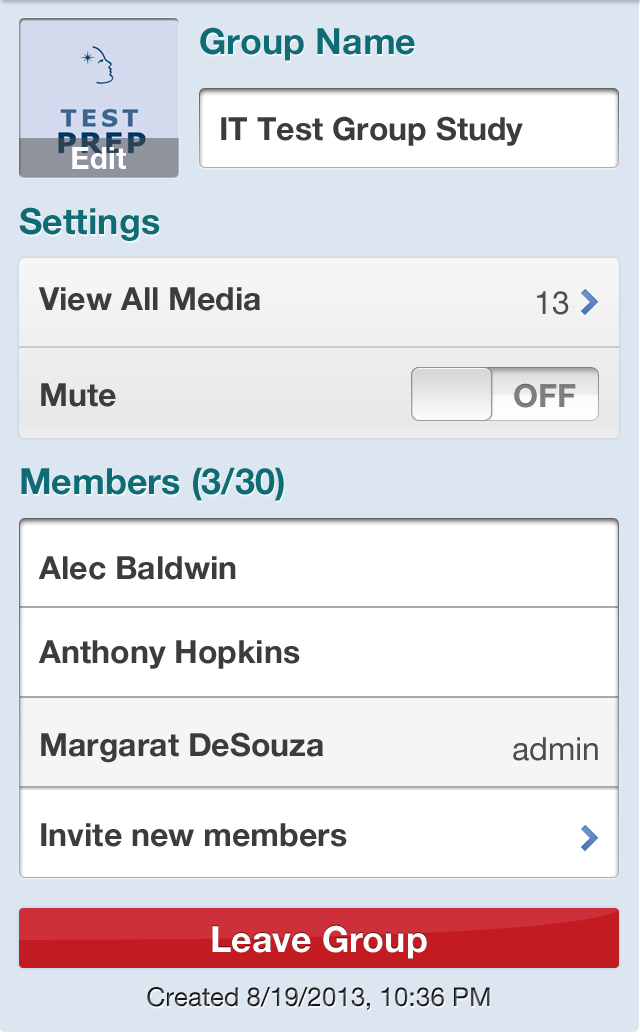 Group Name
TEST
PREP
Edit
IT Test Group Study
Settings
View All Media 13
Mute OFF
Members (3/30)
Alec Baldwin
Anthony Hopkins
Margarat DeSouza admin
Invite new members
Leave Group
Created 8/19/2013, 10:36 PM